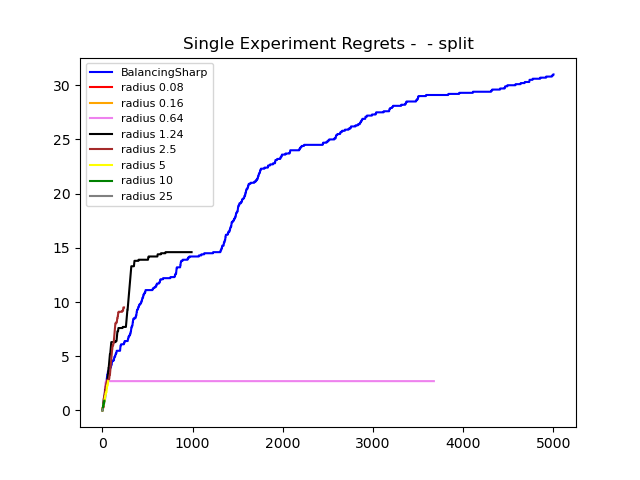 Single Experiment Regrets -  - split
BalancingSharp
radius 0.08
radius 0.16
radius 0.64
radius 1.24
radius 2.5
radius 5
radius 10
radius 25
30
25
20
15
10
5
0
0 1000 2000 3000 4000 5000